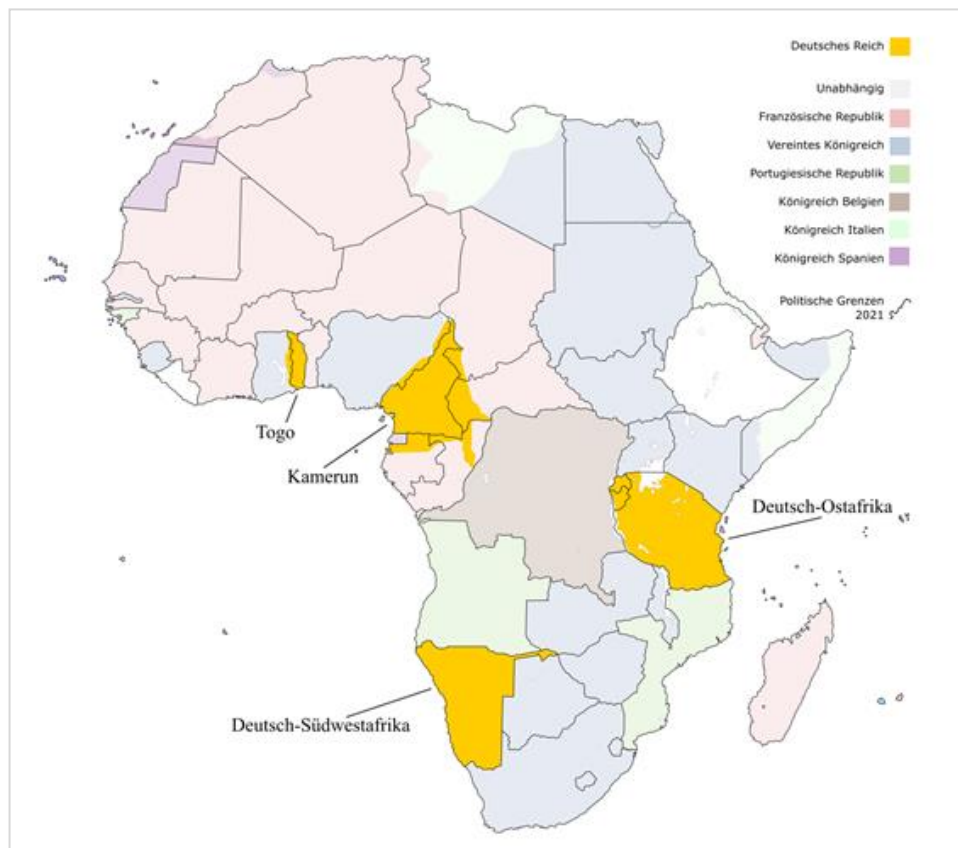 Deutsches Reich
Unabhängig
Französische Republik
Vereintes Königreich
Portugiesische Republik
Königreich Belgien
Königreich Italien
Königreich Spanien
Politische Grenzen
2021
Togo
Kamerun
Deutsch-Ostafrika
Deutsch-Südwestafrika